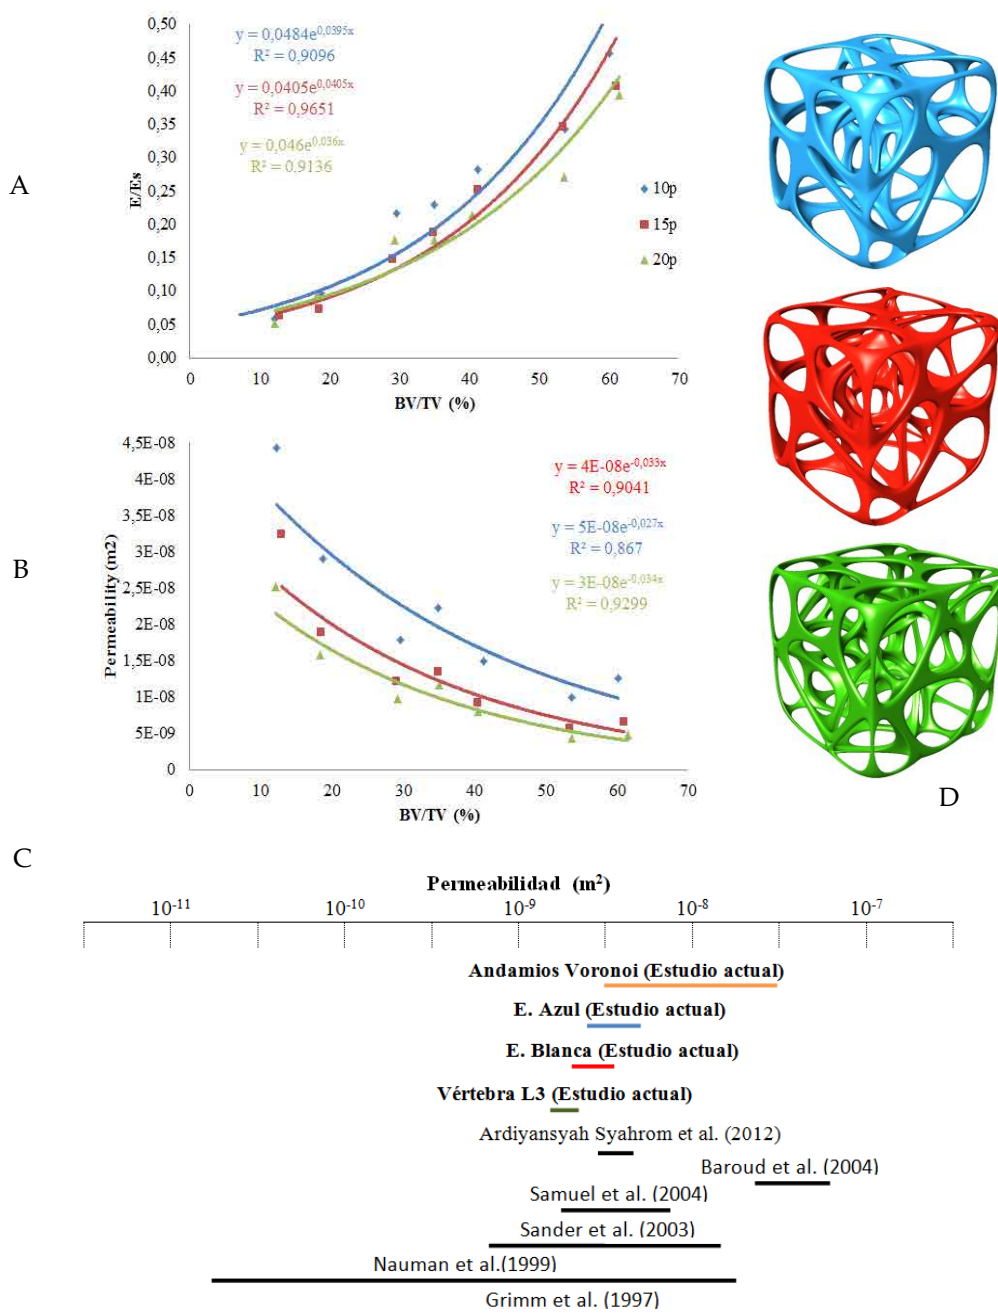 A
0,50
0,45
0,40
0,35
0,30
0,25
0,20
0,15
0,10
0,05
0,00
E/Es
y = 0,0484e^0,0395x
R² = 0,9096
y = 0,0405e^0,0405x
R² = 0,9651
y = 0,046e^0,036x
R² = 0,9136
10p
15p
20p
0 10 20 30 40 50 60 70
BV/TV (%)
B
4,5E-08
4E-08
3,5E-08
3E-08
2,5E-08
2E-08
1,5E-08
1E-08
5E-09
0
Permeability (m2)
y = 4E-08e^-0,033x
R² = 0,9041
y = 5E-08e^-0,027x
R² = 0,867
y = 3E-08e^-0,034x
R² = 0,9299
0 10 20 30 40 50 60 70
BV/TV (%)
D
C
Permeabilidad (m²)
10^-11 10^-10 10^-9 10^-8 10^-7
Andamios Voronoi (Estudio actual)
E. Azul (Estudio actual)
E. Blanca (Estudio actual)
Vértebra L3 (Estudio actual)
Ardiyansyah Syahrom et al. (2012)
Baroud et al. (2004)
Samuel et al. (2004)
Sander et al. (2003)
Nauman et al.(1999)
Grimm et al. (1997)